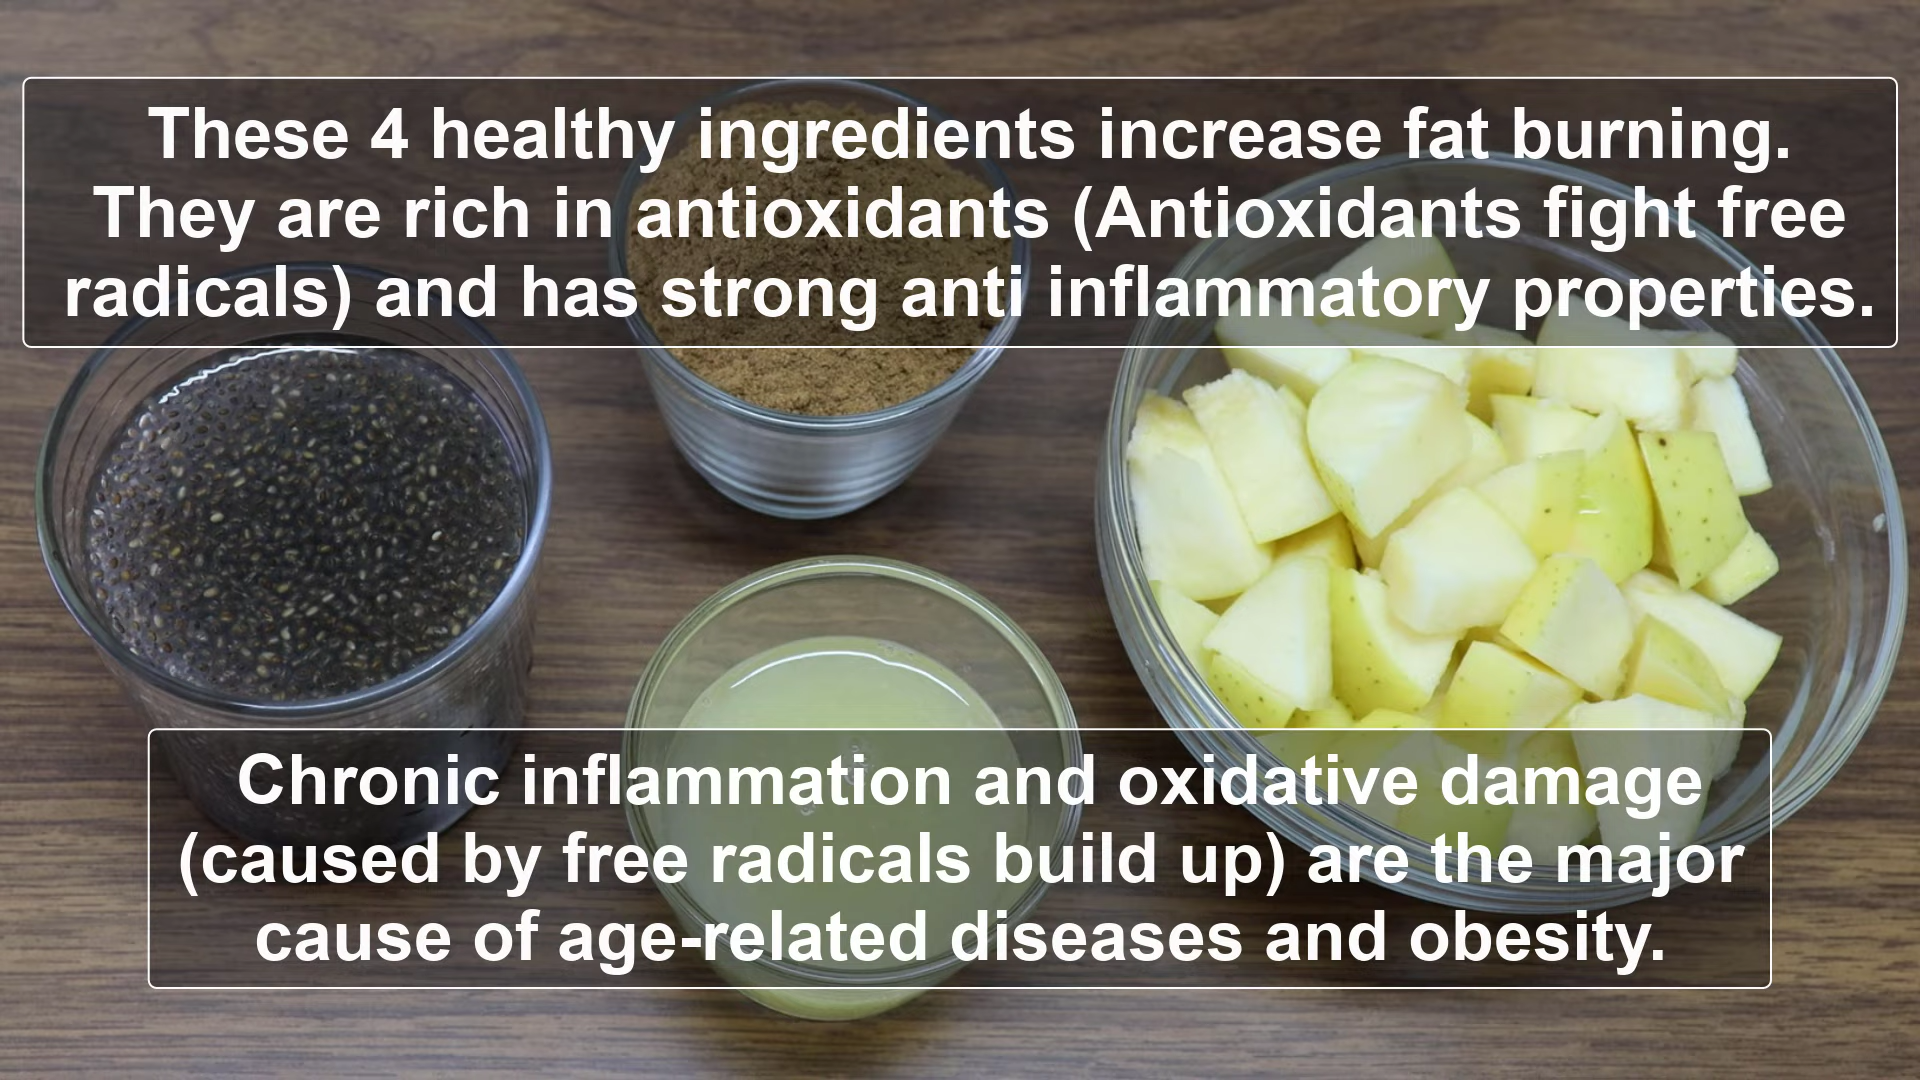 These 4 healthy ingredients increase fat burning.
They are rich in antioxidants (Antioxidants fight free
radicals) and has strong anti inflammatory properties.
Chronic inflammation and oxidative damage
(caused by free radicals build up) are the major
cause of age-related diseases and obesity.